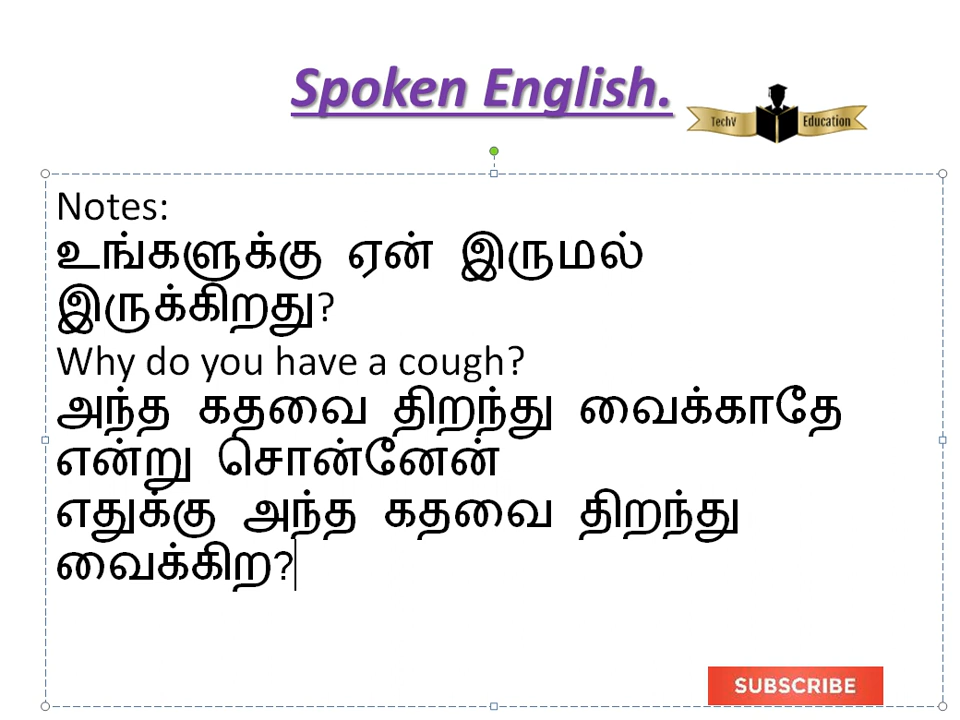 Spoken English.
TechV Education
Notes:
உங்களுக்கு ஏன் இருமல்
இருக்கிறது?
Why do you have a cough?
அந்த கதவை திறந்து வைக்காதே
என்று சொன்னேன்
எதுக்கு அந்த கதவை திறந்து
வைக்கிற?
SUBSCRIBE